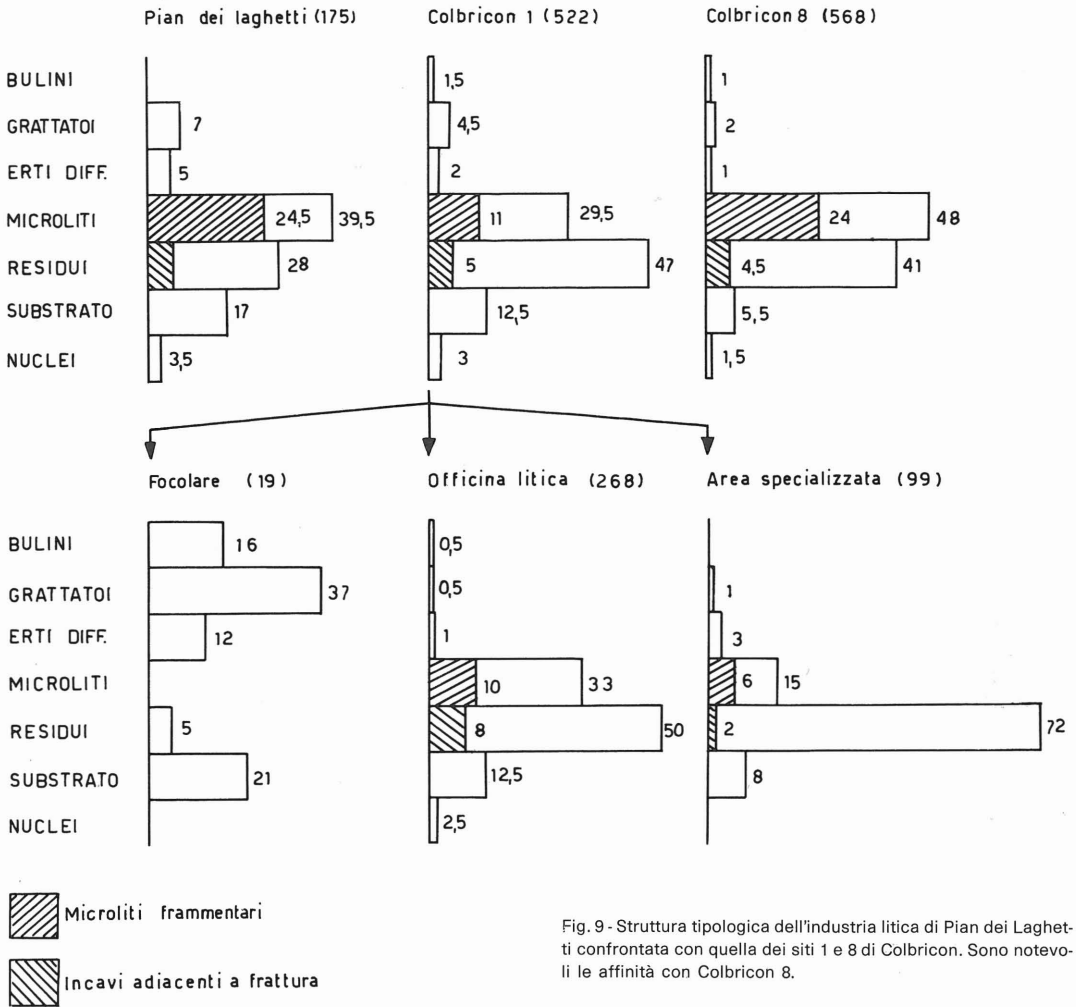 Pian dei laghetti (175) Colbricon 1 (522) Colbricon 8 (568)
BULINI 1,5 1
GRATTATOI 7 4,5 2
ERTI DIFF. 5 2 1
MICROLITI 24,5 39,5 11 29,5 24 48
RESIDUI 28 5 47 4,5 41
SUBSTRATO 17 12,5 5,5
NUCLEI 3,5 3 1,5
Focolare (19) Officina litica (268) Area specializzata (99)
BULINI 16 0,5
GRATTATOI 37 0,5 1
ERTI DIFF. 12 1 3
MICROLITI 10 33 6 15
RESIDUI 5 8 50 2 72
SUBSTRATO 21 12,5 8
NUCLEI 2,5
Microliti frammentari
Incavi adiacenti a frattura
Fig. 9 - Struttura tipologica dell'industria litica di Pian dei Laghet-
ti confrontata con quella dei siti 1 e 8 di Colbricon. Sono notevo-
li le affinità con Colbricon 8.